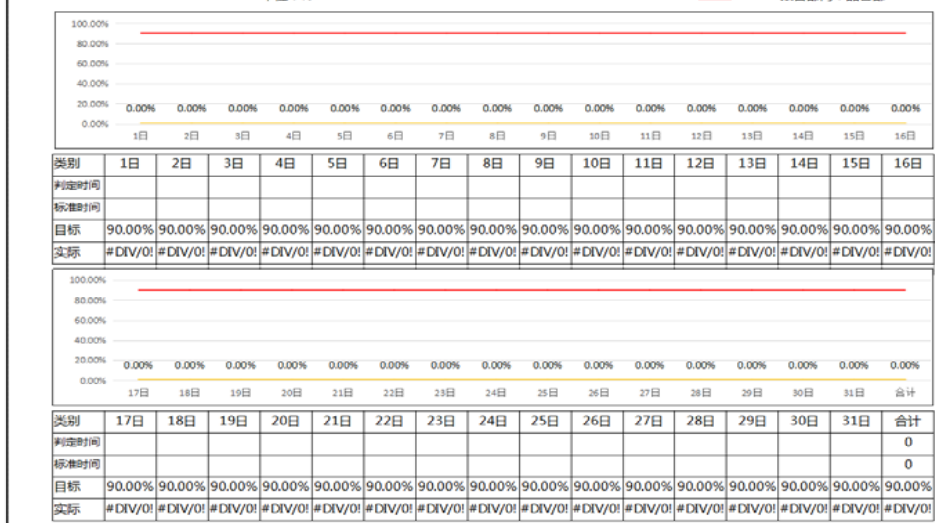 100.00%
80.00%
60.00%
40.00%
20.00%
0.00%
0.00% 0.00% 0.00% 0.00% 0.00% 0.00% 0.00% 0.00% 0.00% 0.00% 0.00% 0.00% 0.00% 0.00% 0.00% 0.00%
1日 2日 3日 4日 5日 6日 7日 8日 9日 10日 11日 12日 13日 14日 15日 16日
类别 1日 2日 3日 4日 5日 6日 7日 8日 9日 10日 11日 12日 13日 14日 15日 16日
判定时间
标准时间
目标 90.00% 90.00% 90.00% 90.00% 90.00% 90.00% 90.00% 90.00% 90.00% 90.00% 90.00% 90.00% 90.00% 90.00% 90.00% 90.00%
实际 #DIV/0! #DIV/0! #DIV/0! #DIV/0! #DIV/0! #DIV/0! #DIV/0! #DIV/0! #DIV/0! #DIV/0! #DIV/0! #DIV/0! #DIV/0! #DIV/0! #DIV/0! #DIV/0!
100.00%
80.00%
60.00%
40.00%
20.00%
0.00%
0.00% 0.00% 0.00% 0.00% 0.00% 0.00% 0.00% 0.00% 0.00% 0.00% 0.00% 0.00% 0.00% 0.00% 0.00% 0.00%
17日 18日 19日 20日 21日 22日 23日 24日 25日 26日 27日 28日 29日 30日 31日 合计
类别 17日 18日 19日 20日 21日 22日 23日 24日 25日 26日 27日 28日 29日 30日 31日 合计
判定时间 0
标准时间 0
目标 90.00% 90.00% 90.00% 90.00% 90.00% 90.00% 90.00% 90.00% 90.00% 90.00% 90.00% 90.00% 90.00% 90.00% 90.00% 90.00%
实际 #DIV/0! #DIV/0! #DIV/0! #DIV/0! #DIV/0! #DIV/0! #DIV/0! #DIV/0! #DIV/0! #DIV/0! #DIV/0! #DIV/0! #DIV/0! #DIV/0! #DIV/0! #DIV/0!